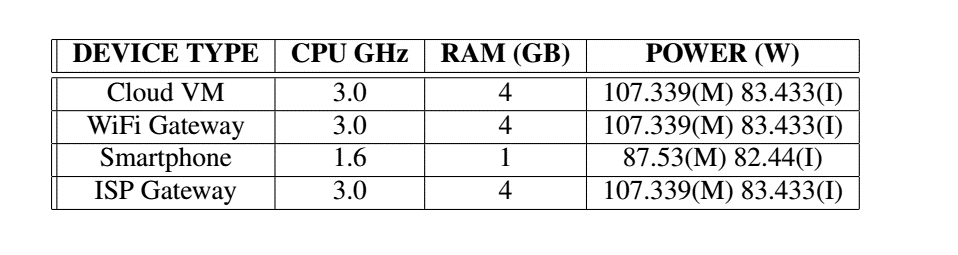 DEVICE TYPE CPU GHz RAM (GB) POWER (W)
Cloud VM 3.0 4 107.339(M) 83.433(I)
WiFi Gateway 3.0 4 107.339(M) 83.433(I)
Smartphone 1.6 1 87.53(M) 82.44(I)
ISP Gateway 3.0 4 107.339(M) 83.433(I)